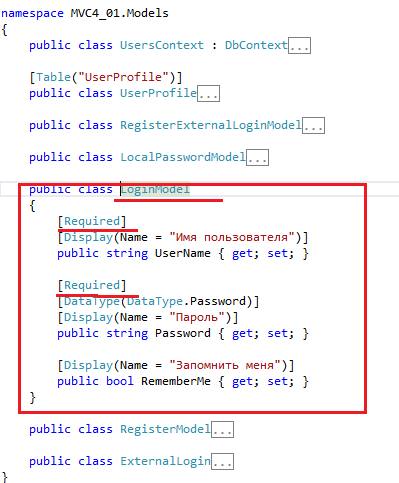 namespace MVC4_01.Models
{
public class UsersContext : DbContext...
[Table("UserProfile")]
public class UserProfile...
public class RegisterExternalLoginModel...
public class LocalPasswordModel...
public class LoginModel
{
[Required]
[Display(Name = "Имя пользователя")]
public string UserName { get; set; }
[Required]
[DataType(DataType.Password)]
[Display(Name = "Пароль")]
public string Password { get; set; }
[Display(Name = "Запомнить меня")]
public bool RememberMe { get; set; }
}
public class RegisterModel...
public class ExternalLogin...
}